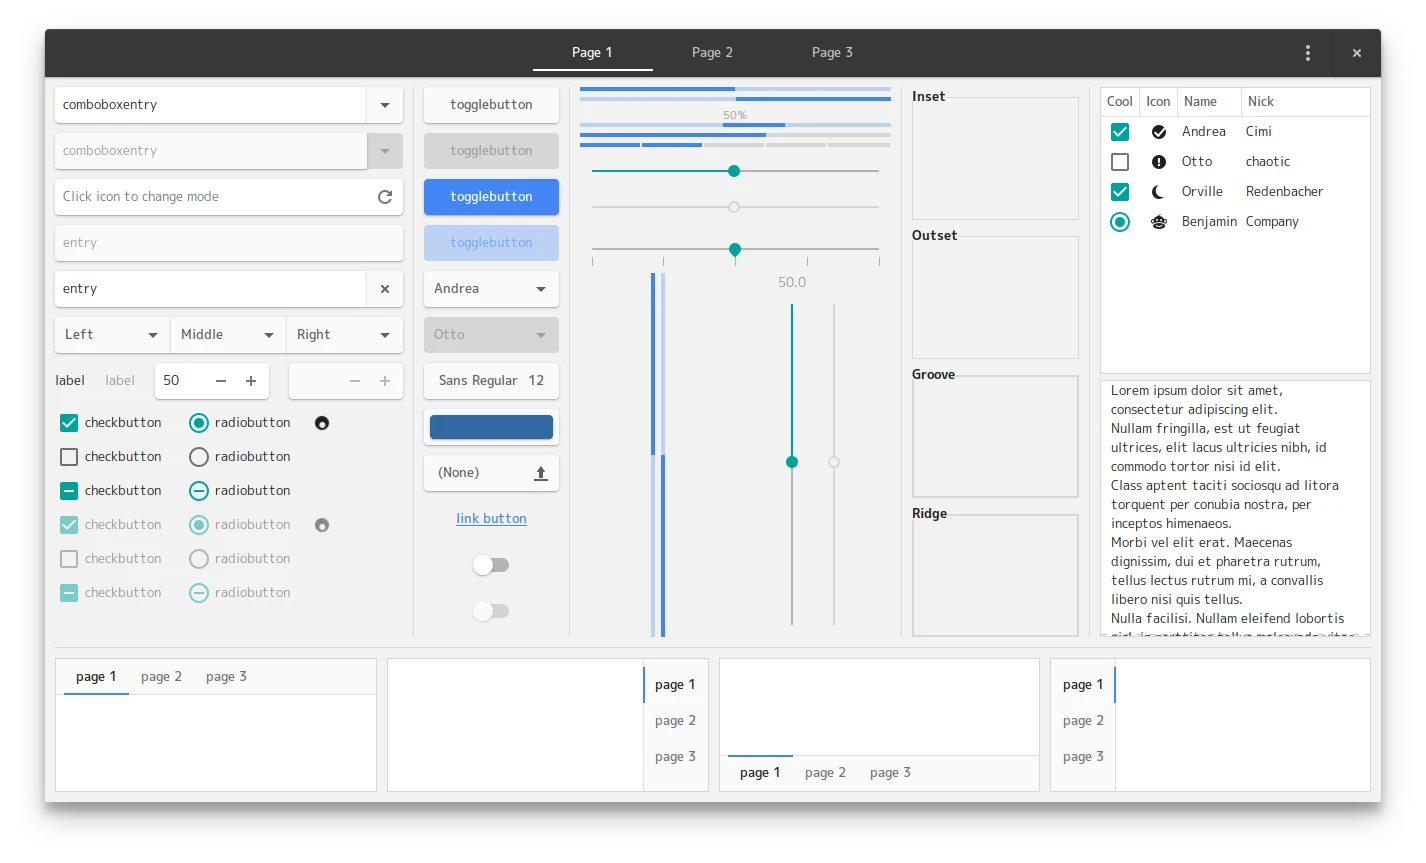 Page 1
Page 2
Page 3
comboboxentry
comboboxentry
Click icon to change mode
entry
entry
Left
Middle
Right
label
label
50
checkbutton
radiobutton
checkbutton
radiobutton
checkbutton
radiobutton
checkbutton
radiobutton
checkbutton
radiobutton
checkbutton
radiobutton
togglebutton
togglebutton
togglebutton
togglebutton
Andrea
Otto
Sans Regular 12
(None)
link button
50%
50.0
Inset
Outset
Groove
Ridge
Cool Icon Name Nick
Andrea Cimi
Otto chaotic
Orville Redenbacher
Benjamin Company
Lorem ipsum dolor sit amet,
consectetur adipiscing elit.
Nullam fringilla, est ut feugiat
ultrices, elit lacus ultricies nibh, id
commodo tortor nisi id elit.
Class aptent taciti sociosqu ad litora
torquent per conubia nostra, per
inceptos himenaeos.
Morbi vel elit erat. Maecenas
dignissim, dui et pharetra rutrum,
tellus lectus rutrum mi, a convallis
libero nisi quis tellus.
Nulla facilisi. Nullam eleifend lobortis
page 1
page 2
page 3
page 1
page 2
page 3
page 1
page 2
page 3
page 1
page 2
page 3